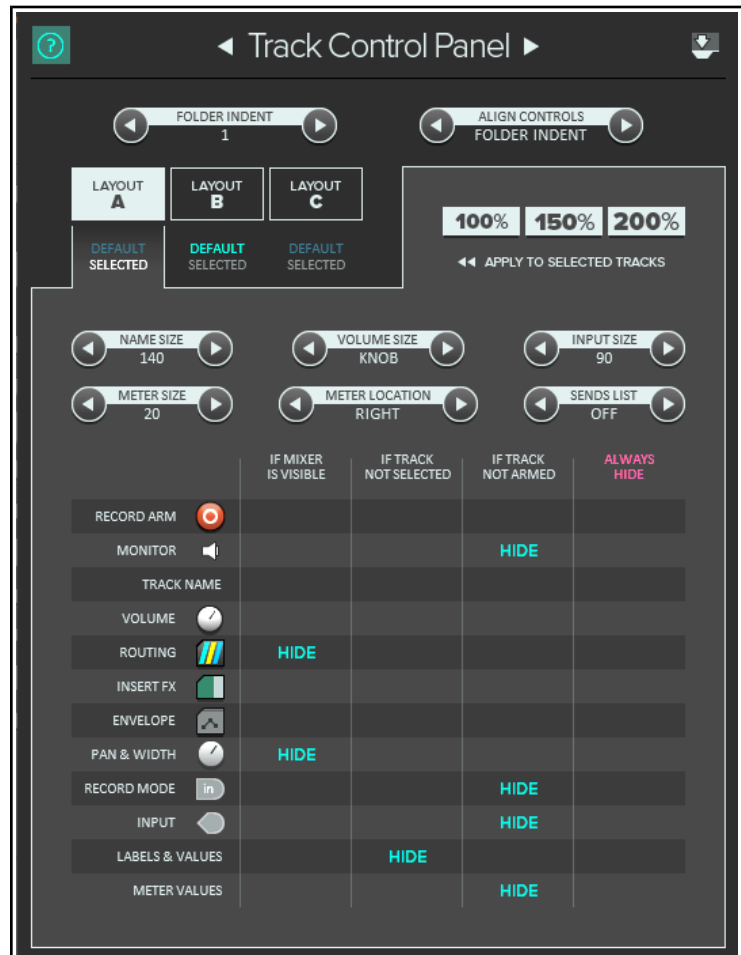 ?
Track Control Panel
FOLDER INDENT
1
ALIGN CONTROLS
FOLDER INDENT
LAYOUT
A
LAYOUT
B
LAYOUT
C
100% 150% 200%
DEFAULT
SELECTED
DEFAULT
SELECTED
DEFAULT
SELECTED
APPLY TO SELECTED TRACKS
NAME SIZE
140
VOLUME SIZE
KNOB
INPUT SIZE
90
METER SIZE
20
METER LOCATION
RIGHT
SENDS LIST
OFF
IF MIXER
IS VISIBLE
IF TRACK
NOT SELECTED
IF TRACK
NOT ARMED
ALWAYS
HIDE
RECORD ARM
MONITOR HIDE
TRACK NAME
VOLUME
ROUTING HIDE
INSERT FX
ENVELOPE
PAN & WIDTH HIDE
RECORD MODE in HIDE
INPUT HIDE
LABELS & VALUES HIDE
METER VALUES HIDE